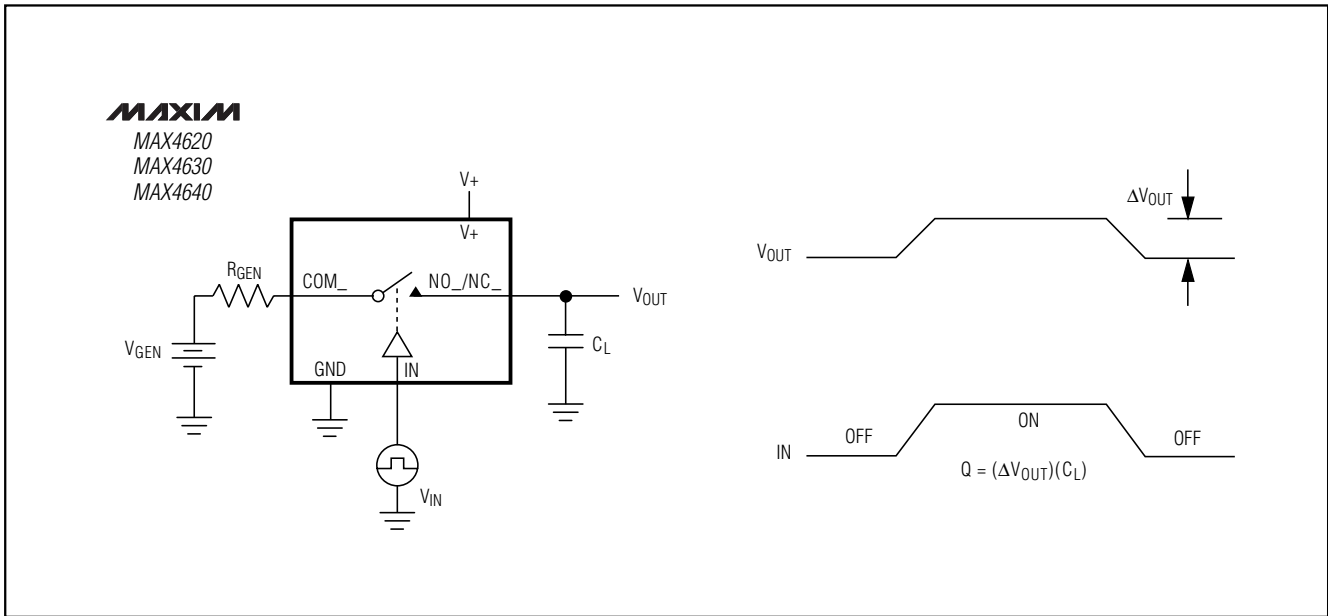 MAXIM
MAX4620
MAX4630
MAX4640
V+
V+
RGEN
COM_
NO_/NC_
VOUT
VGEN
GND
IN
CL
VIN
ΔVOUT
VOUT
OFF
ON
OFF
IN
Q = (ΔVOUT)(CL)